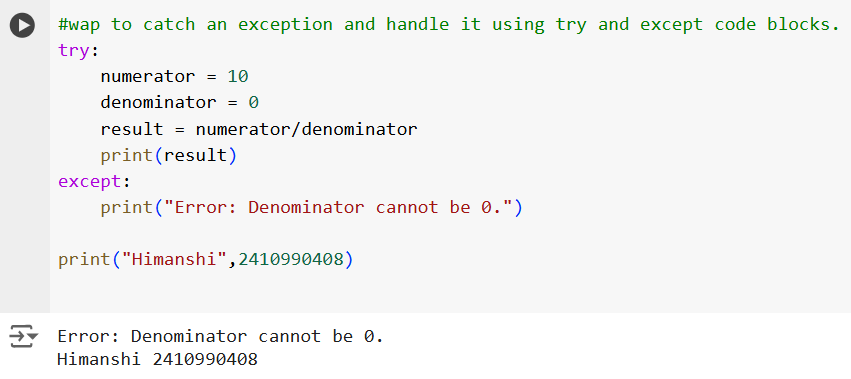 #wap to catch an exception and handle it using try and except code blocks.
try:
    numerator = 10
    denominator = 0
    result = numerator/denominator
    print(result)
except:
    print("Error: Denominator cannot be 0.")
print("Himanshi",2410990408)
Error: Denominator cannot be 0.
Himanshi 2410990408